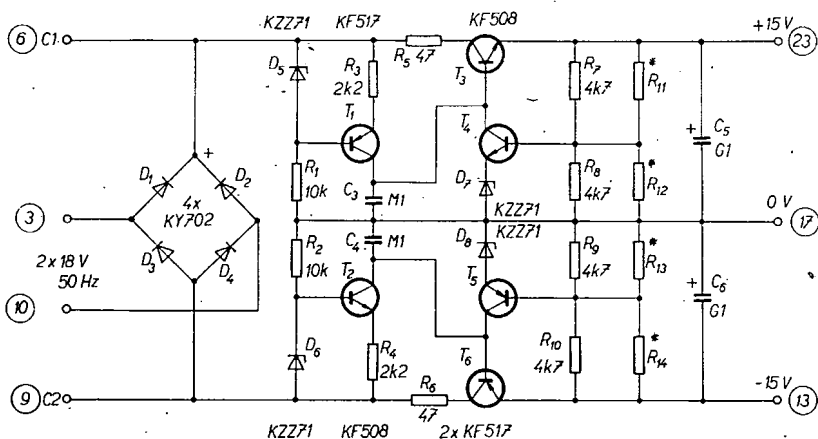 KZZ71 KF517 KF508
6 C1 +15 V 23
D5 R3 2k2 R5 47 T3 R7 4k7 * R11
T1 T4 + C5 G1
D1 D2 R1 10k C3 M1 D7 R8 4k7 * R12
+
4x KY702
3 KZZ71 0 V 17
D3 D4 R2 10k C4 M1 D8 KZZ71 R9 4k7 * R13
2 x 18 V
50 Hz
T2 T5 + C6 G1
10
D6 R4 2k2 R6 47 T6 R10 4k7 * R14
9 C2 -15 V 13
KZZ71 KF508 2x KF517